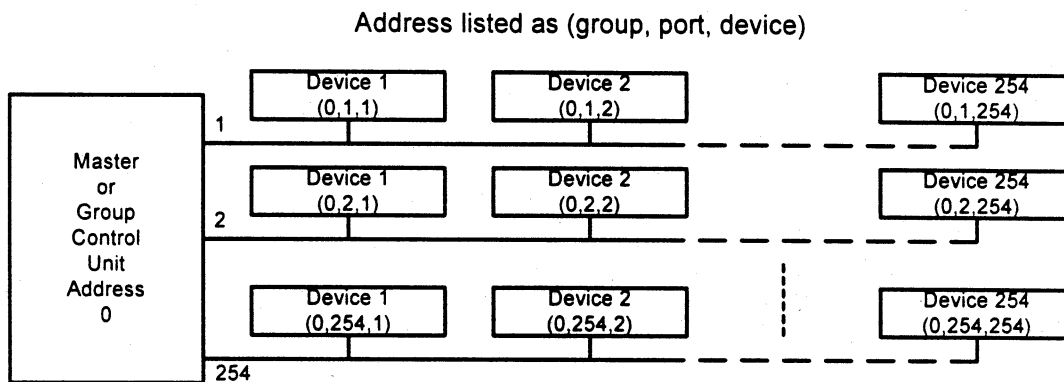 Address listed as (group, port, device)
Master
or
Group
Control
Unit
Address
0
1
Device 1
(0,1,1)
Device 2
(0,1,2)
Device 254
(0,1,254)
2
Device 1
(0,2,1)
Device 2
(0,2,2)
Device 254
(0,2,254)
254
Device 1
(0,254,1)
Device 2
(0,254,2)
Device 254
(0,254,254)